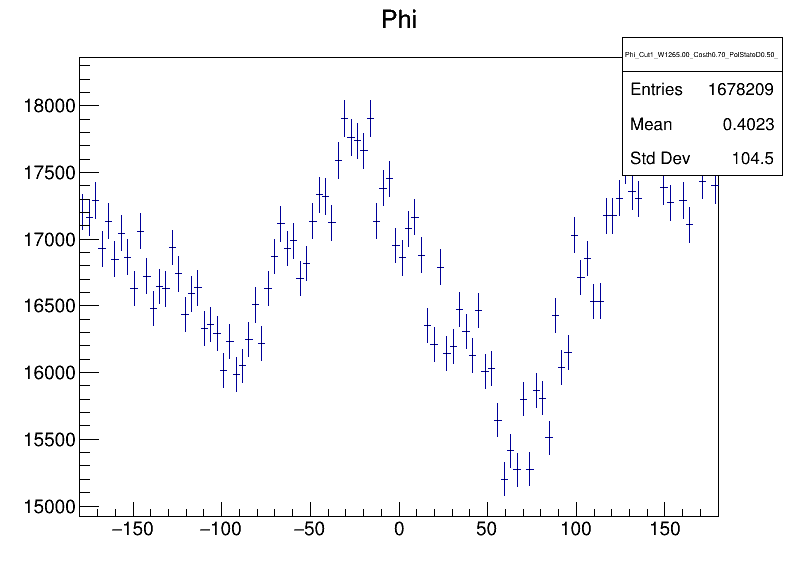 Phi
Phi_Cut1_W1265.00_Costh0.70_PolStateD0.50_
Entries 1678209
Mean 0.4023
Std Dev 104.5
18000
17500
17000
16500
16000
15500
15000
−150 −100 −50 0 50 100 150